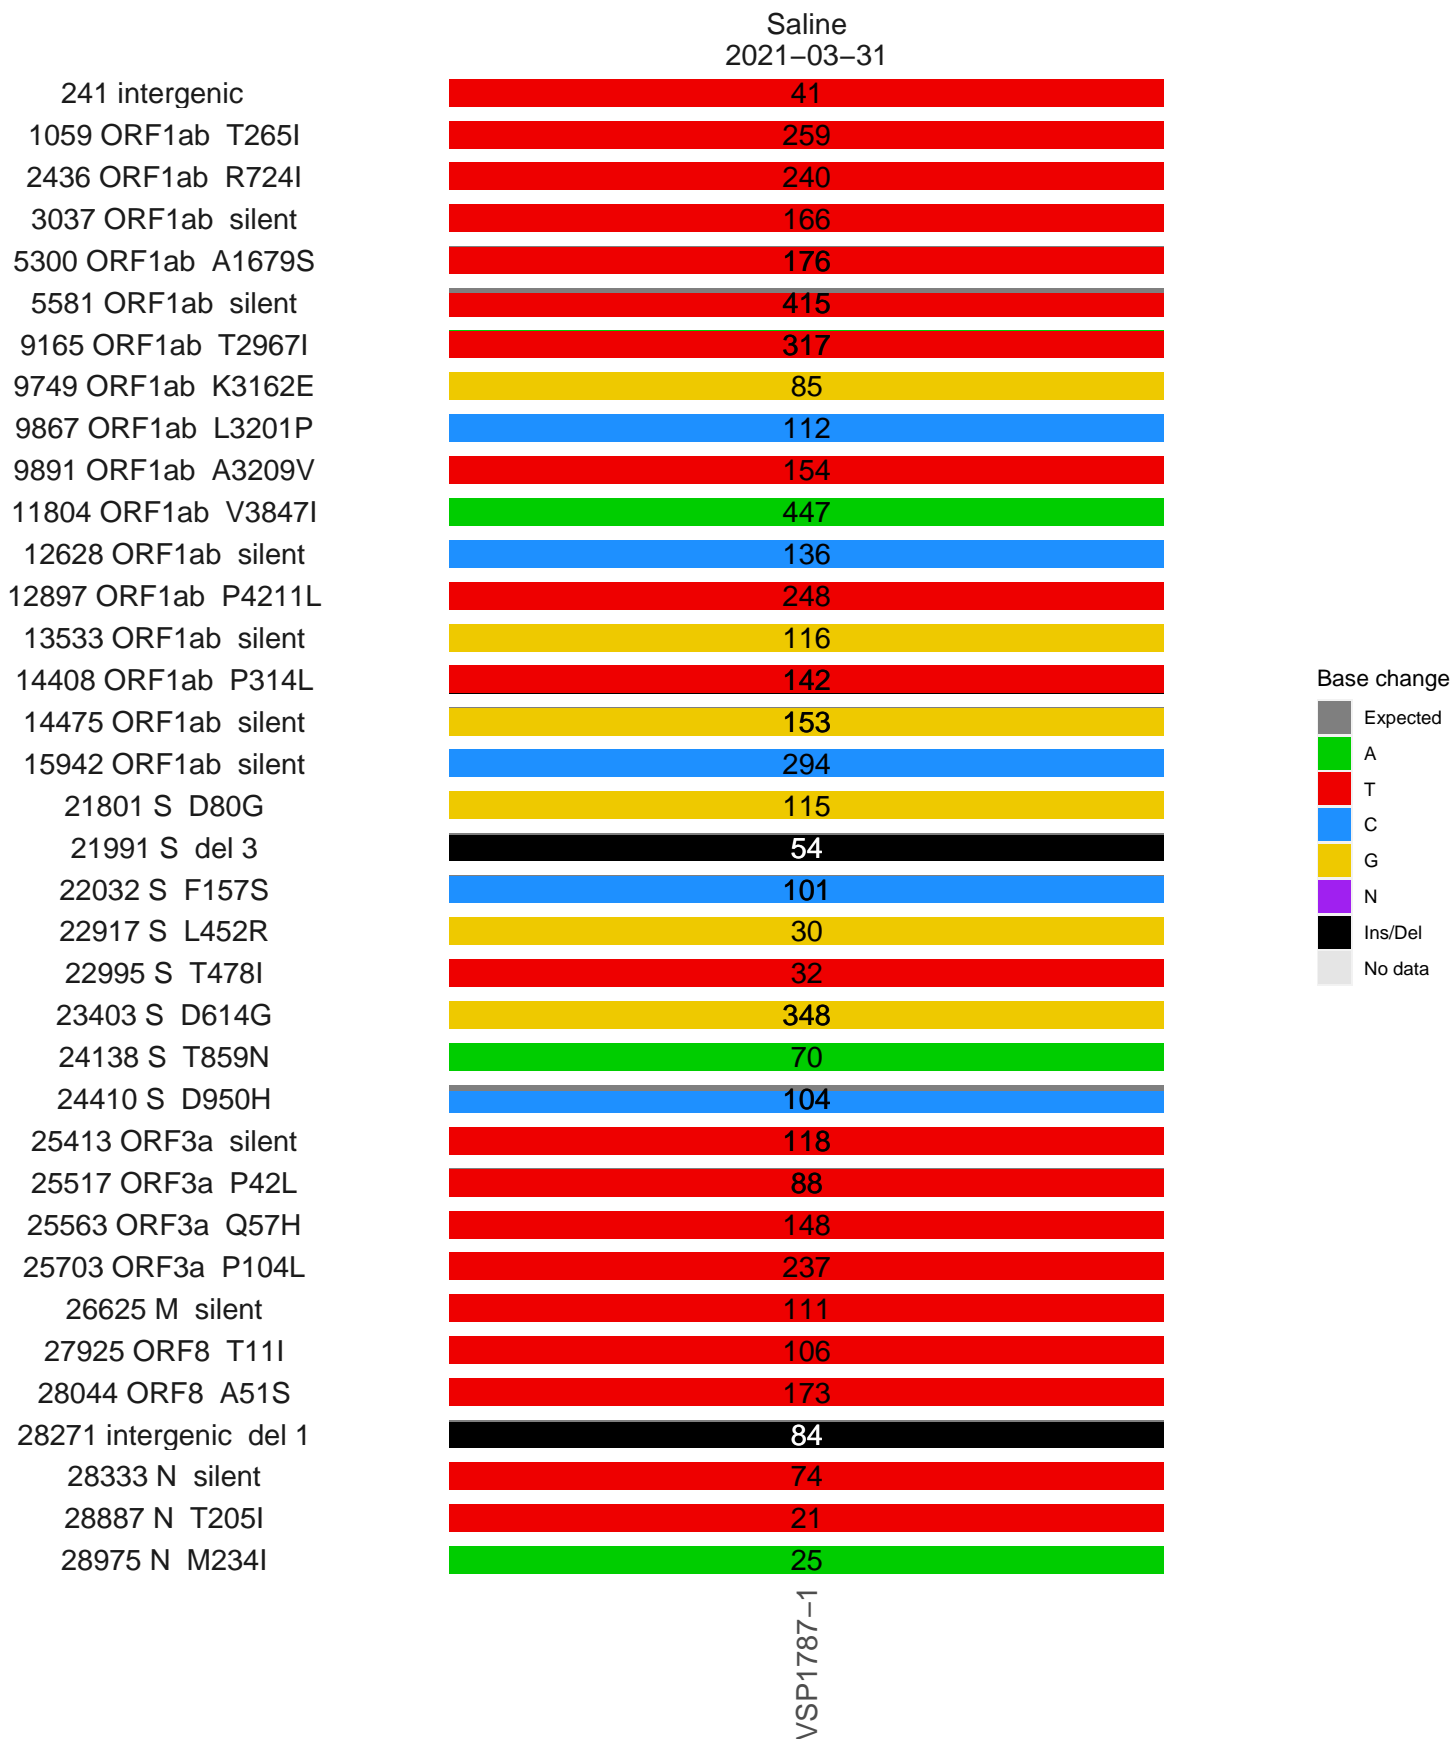 Saline
2021−03−31
241 intergenic 41
1059 ORF1ab T265I 259
2436 ORF1ab R724I 240
3037 ORF1ab silent 166
5300 ORF1ab A1679S 176
5581 ORF1ab silent 415
9165 ORF1ab T2967I 317
9749 ORF1ab K3162E 85
9867 ORF1ab L3201P 112
9891 ORF1ab A3209V 154
11804 ORF1ab V3847I 447
12628 ORF1ab silent 136
12897 ORF1ab P4211L 248
13533 ORF1ab silent 116
14408 ORF1ab P314L 142
14475 ORF1ab silent 153
15942 ORF1ab silent 294
21801 S D80G 115
21991 S del 3 54
22032 S F157S 101
22917 S L452R 30
22995 S T478I 32
23403 S D614G 348
24138 S T859N 70
24410 S D950H 104
25413 ORF3a silent 118
25517 ORF3a P42L 88
25563 ORF3a Q57H 148
25703 ORF3a P104L 237
26625 M silent 111
27925 ORF8 T11I 106
28044 ORF8 A51S 173
28271 intergenic del 1 84
28333 N silent 74
28887 N T205I 21
28975 N M234I 25
VSP1787−1
Base change
Expected
A
T
C
G
N
Ins/Del
No data